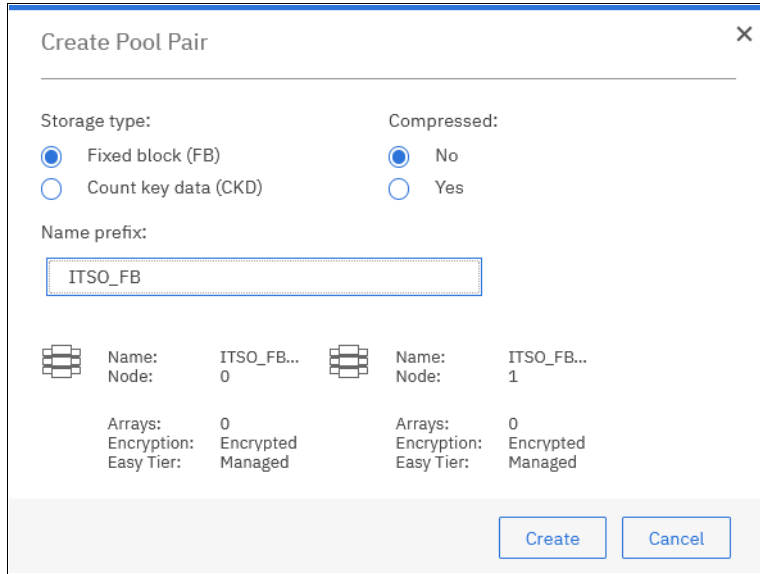 Create Pool Pair
Storage type: Compressed:
Fixed block (FB) No
Count key data (CKD) Yes
Name prefix:
ITSO_FB
Name: ITSO_FB... Name: ITSO_FB...
Node: 0 Node: 1
Arrays: 0 Arrays: 0
Encryption: Encrypted Encryption: Encrypted
Easy Tier: Managed Easy Tier: Managed
Create Cancel